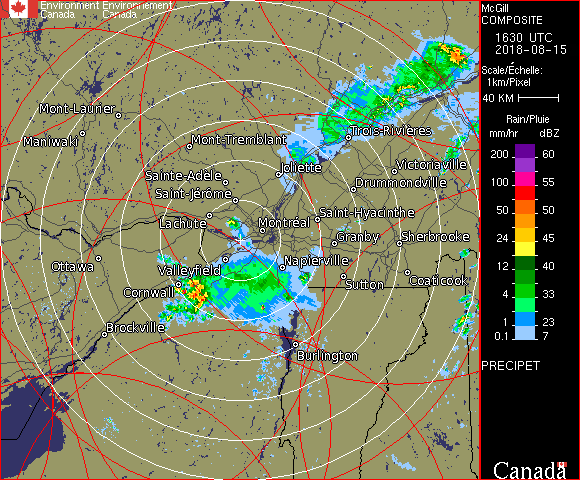 Environment Environnement
Canada Canada
McGill
COMPOSITE
1630 UTC
2018-08-15
Scale/Échelle:
1km/Pixel
40 KM
Rain/Pluie
mm/hr dBZ
200 60
100 55
50 50
24 45
12 40
4 33
1 23
0.1 7
PRECIPET
Canada
Mont-Laurier
Maniwaki
Mont-Tremblant
Trois-Rivières
Joliette
Victoriaville
Sainte-Adèle
Drummondville
Saint-Jérôme
Saint-Hyacinthe
Lachute
Montréal
Granby
Sherbrooke
Ottawa
Valleyfield
Napierville
Cornwall
Sutton
Coaticook
Brockville
Burlington